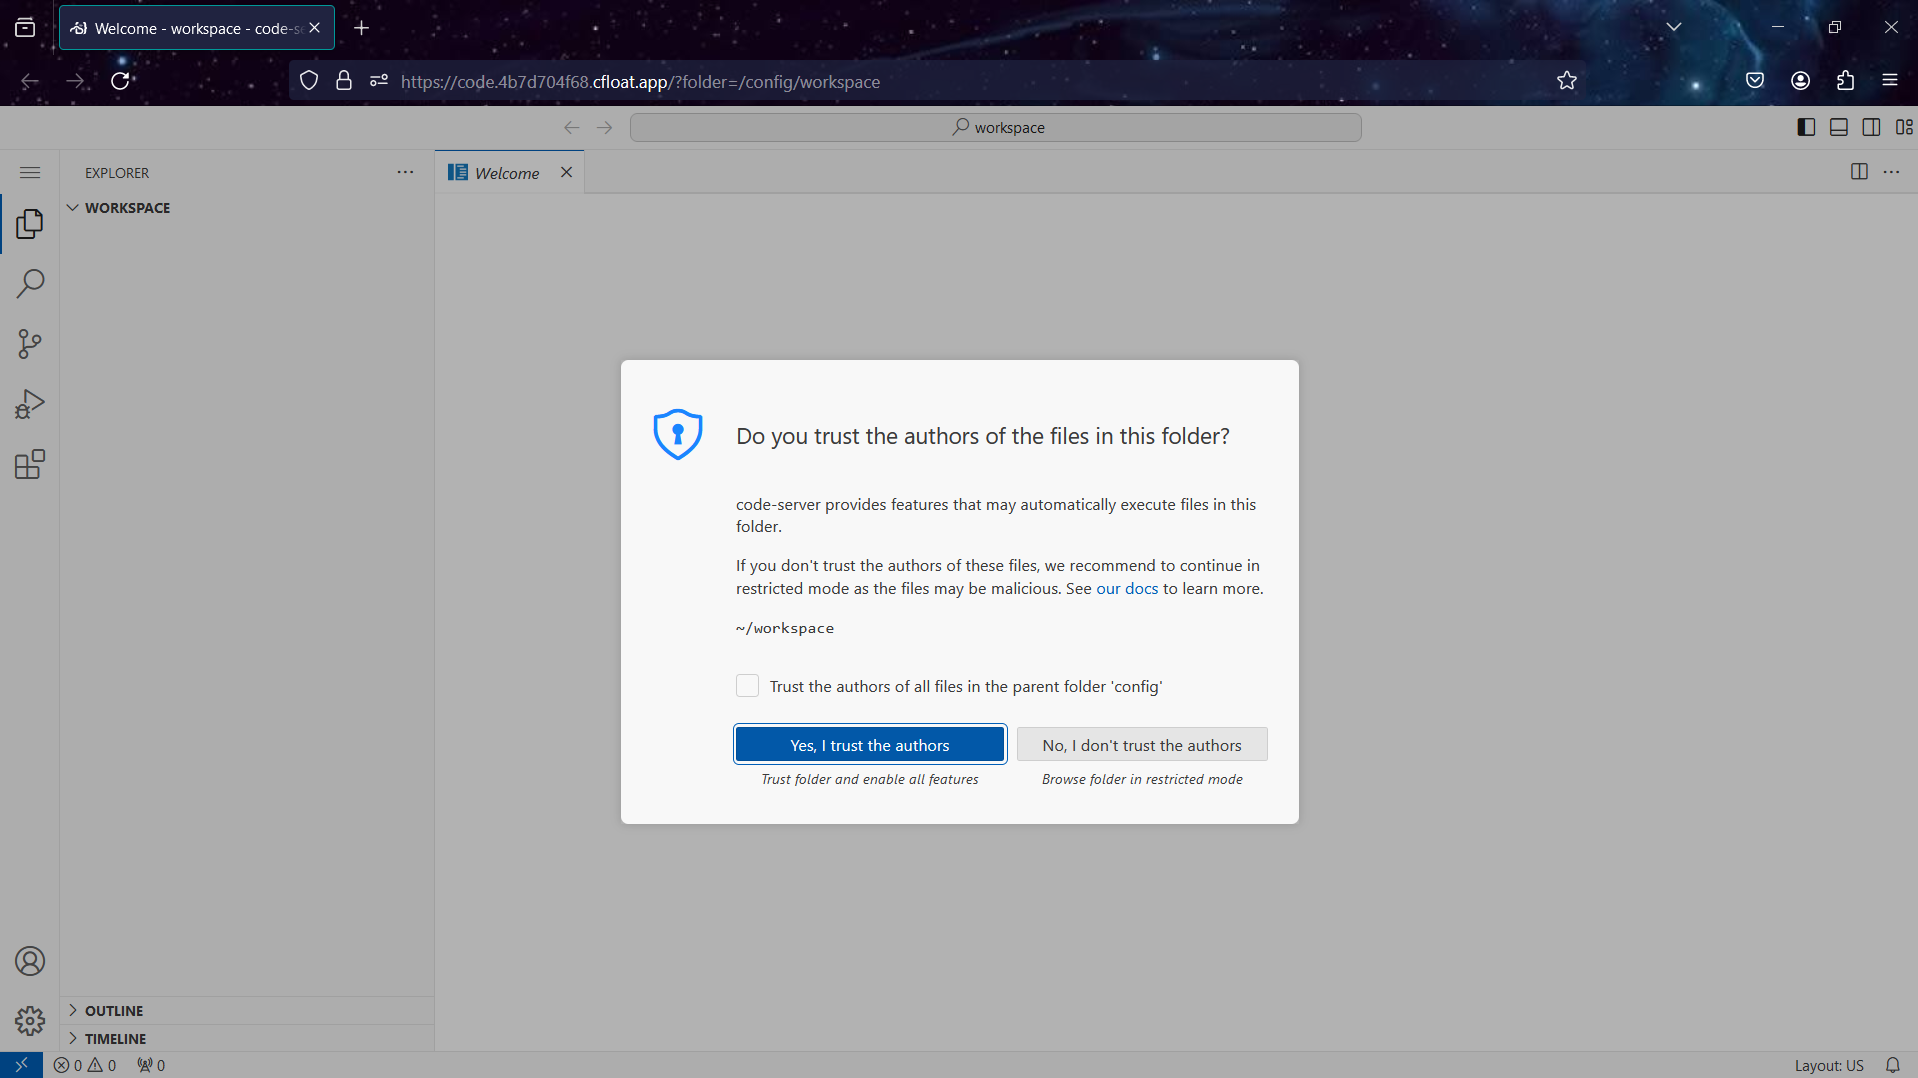 Welcome - workspace - code-se
https://code.4b7d704f68.cfloat.app/?folder=/config/workspace
workspace
EXPLORER
Welcome
WORKSPACE
Do you trust the authors of the files in this folder?
code-server provides features that may automatically execute files in this
folder.
If you don't trust the authors of these files, we recommend to continue in
restricted mode as the files may be malicious. See our docs to learn more.
~/workspace
Trust the authors of all files in the parent folder 'config'
Yes, I trust the authors
No, I don't trust the authors
Trust folder and enable all features
Browse folder in restricted mode
OUTLINE
TIMELINE
0 0 0
Layout: US